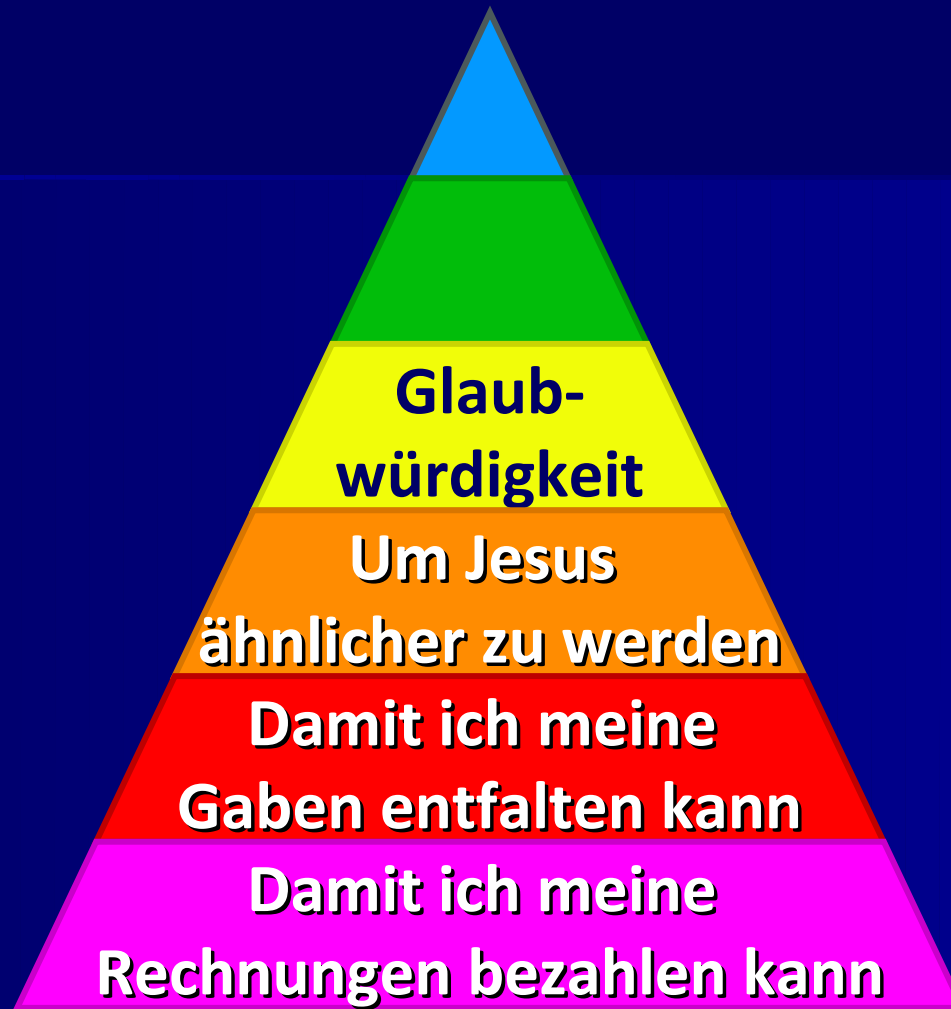 Glaub-
würdigkeit
Um Jesus
ähnlicher zu werden
Damit ich meine
Gaben entfalten kann
Damit ich meine
Rechnungen bezahlen kann